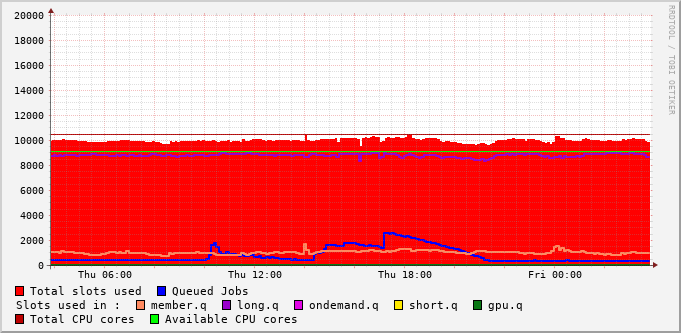 20000
18000
16000
14000
12000
10000
8000
6000
4000
2000
0
Thu 06:00 Thu 12:00 Thu 18:00 Fri 00:00
RRDTOOL / TOBI OETIKER
Total slots used Queued Jobs
Slots used in : member.q long.q ondemand.q short.q gpu.q
Total CPU cores Available CPU cores